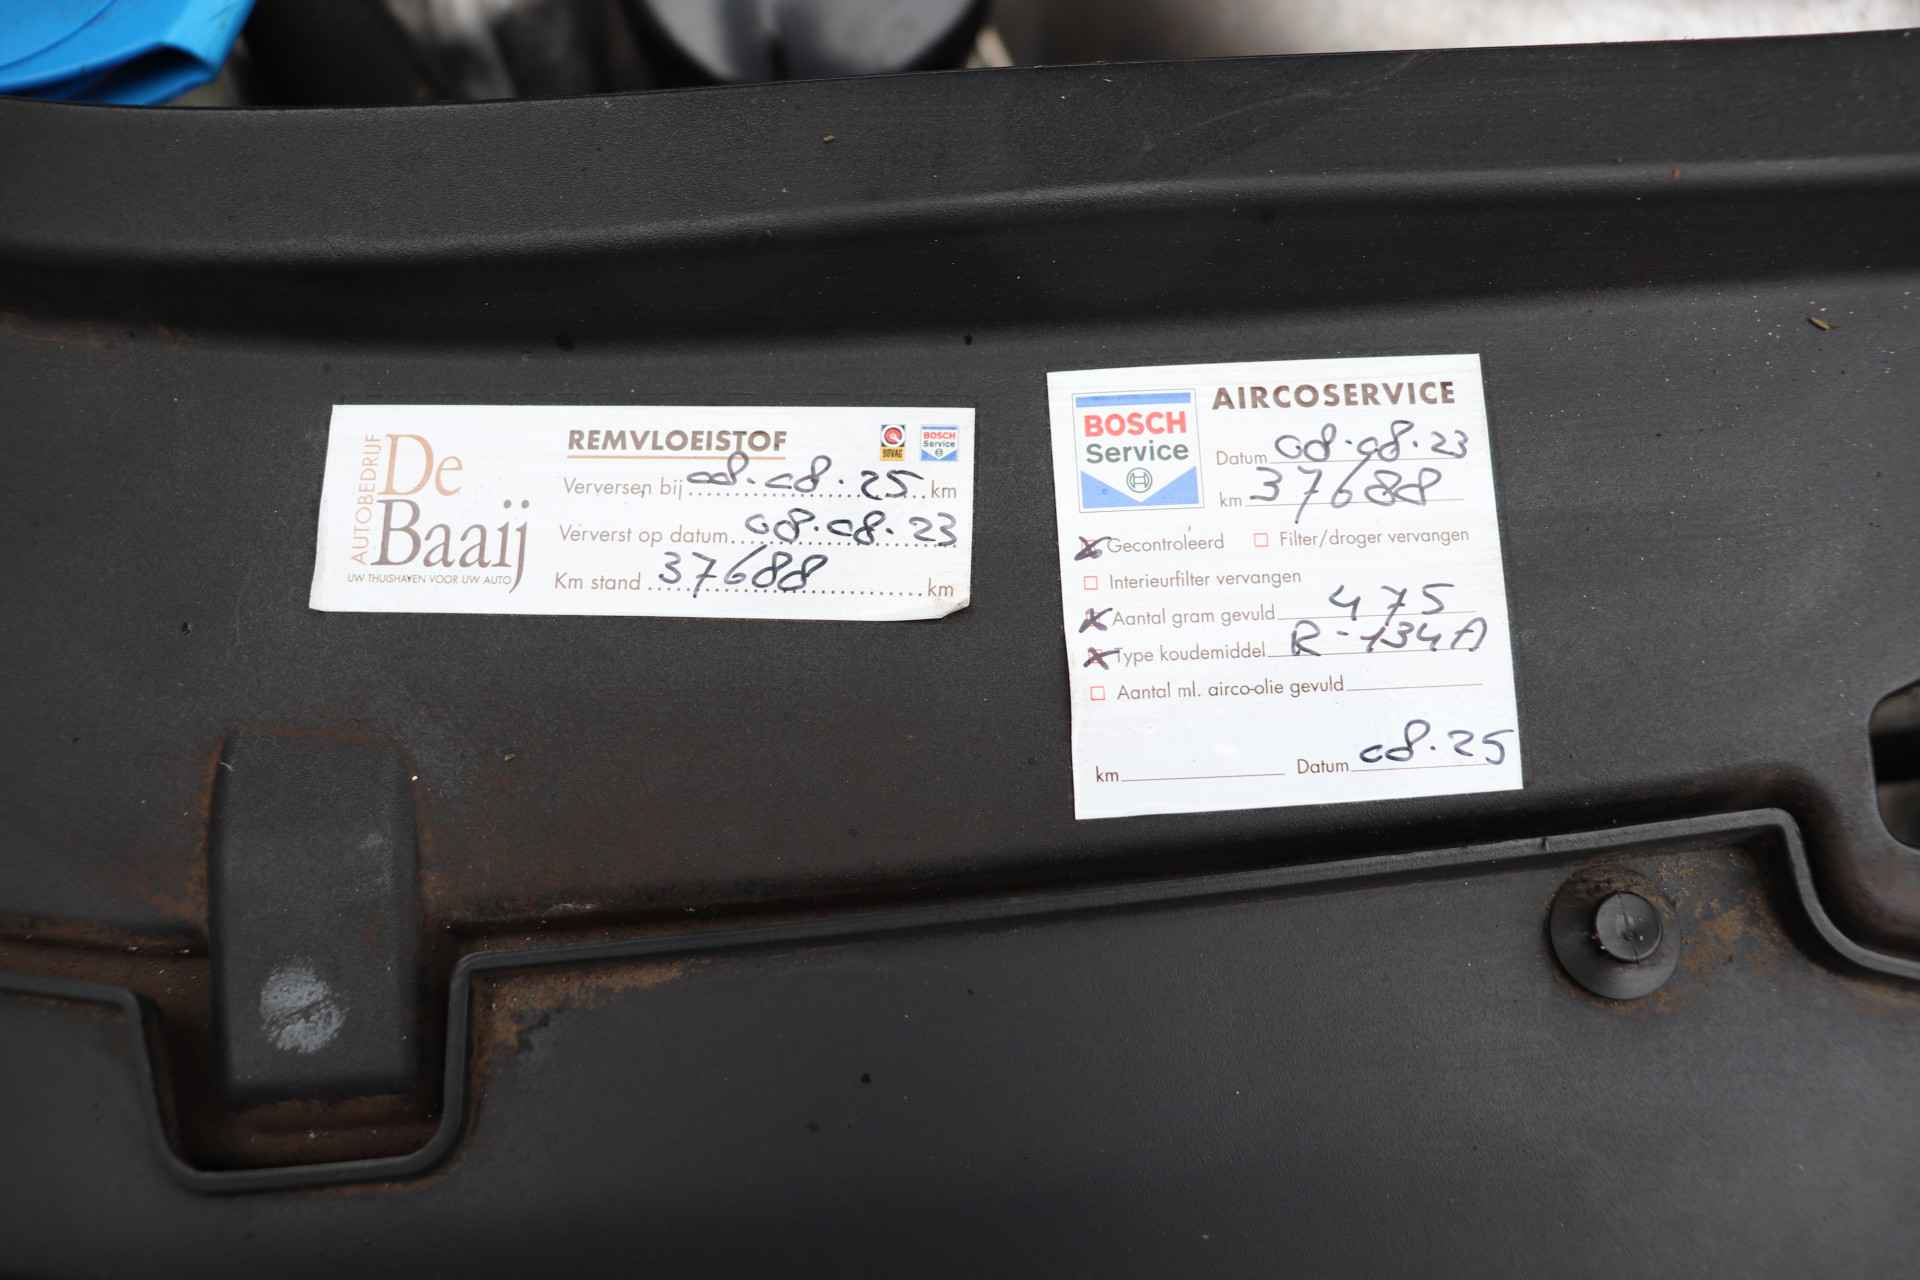 AUTOBEDRIJF
De
Baaij
UW THUISHAVEN VOOR UW AUTO
REMVLOEISTOF
BOVAG
BOSCH
Service
Verversen bij 08.08.25 km
Ververst op datum 08.08.23
Km stand 37688 km
BOSCH
Service
AIRCOSERVICE
Datum 08.08.23
km 37688
Gecontroleerd Filter/droger vervangen
Interieurfilter vervangen
Aantal gram gevuld 475
Type koudemiddel R-134A
Aantal ml. airco-olie gevuld
km Datum 08.25